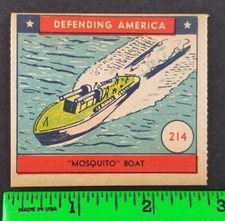 DEFENDING AMERICA
214
"MOSQUITO" BOAT
MADE IN USA
1
2
3